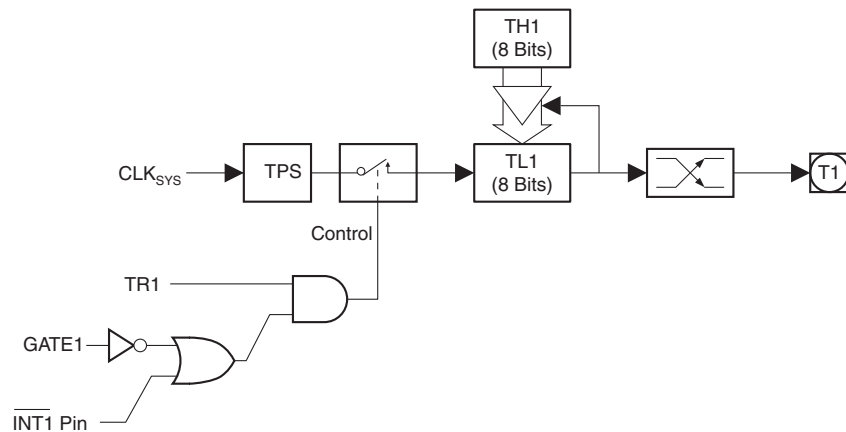 TH1
(8 Bits)
CLKSYS
TPS
TL1
(8 Bits)
T1
Control
TR1
GATE1
INT1 Pin